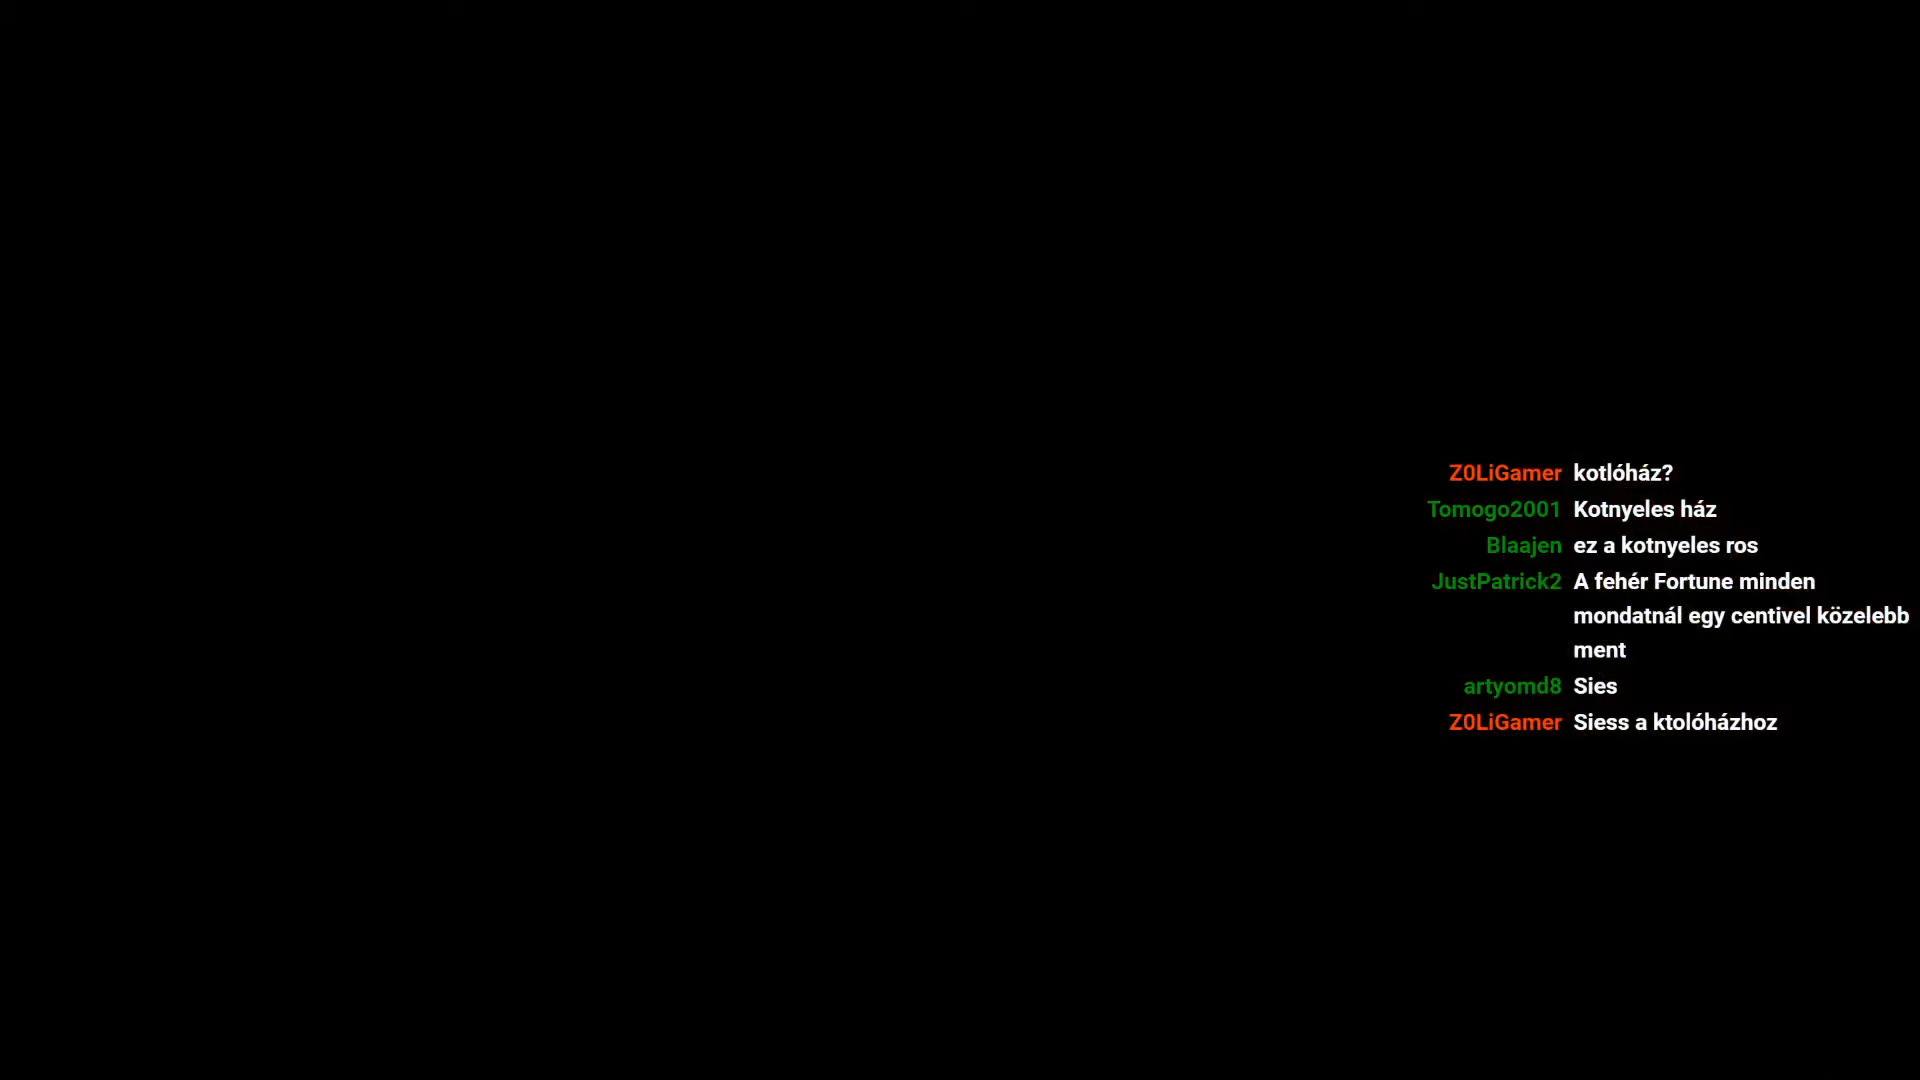 Z0LiGamer kotlóház?
Tomogo2001 Kotnyeles ház
Blaajen ez a kotnyeles ros
JustPatrick2 A fehér Fortune minden
mondatnál egy centivel közelebb
ment
artyomd8 Sies
Z0LiGamer Siess a ktolóházhoz